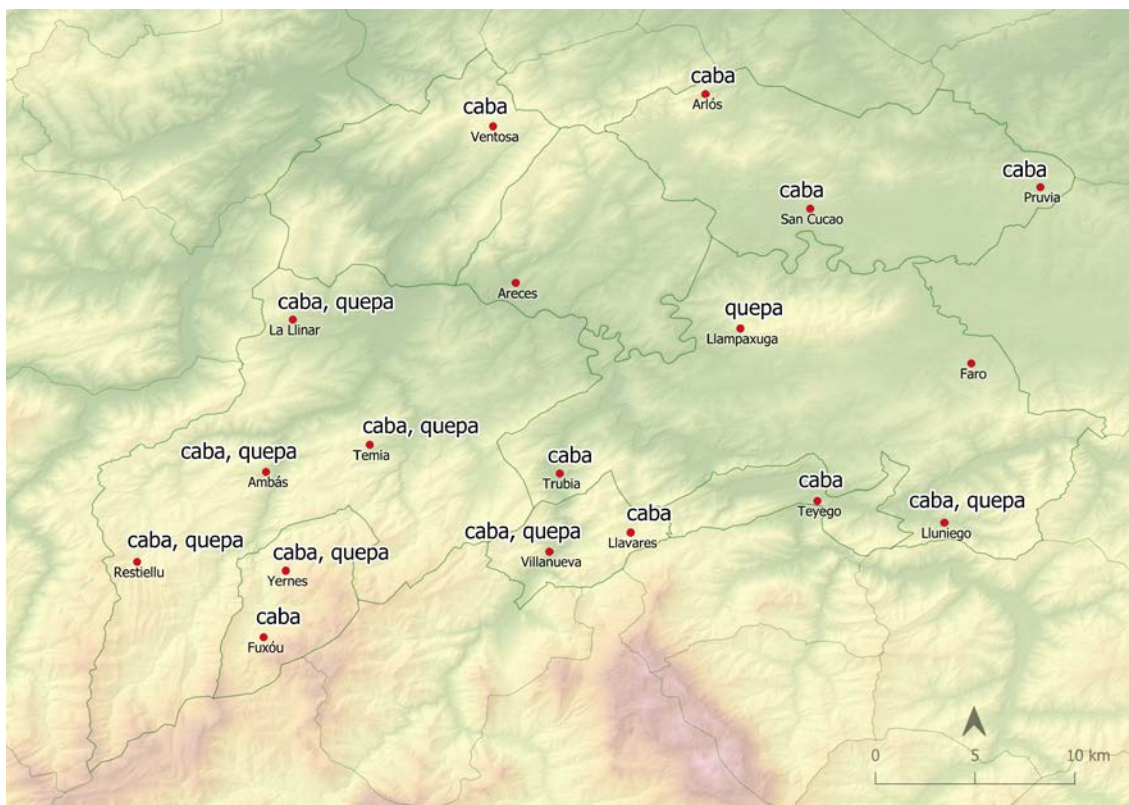 caba
Arlós
caba
Ventosa
caba
Pruvia
caba
San Cucao
Areces
caba, quepa
La Llinar
quepa
Llampaxuga
Faro
caba, quepa
Temia
caba, quepa
Ambás
caba
Trubia
caba
Teyego
caba, quepa
Lluniego
caba
Llavares
caba, quepa
Villanueva
caba, quepa
Restiellu
caba, quepa
Yernes
caba
Fuxóu
0 5 10 km